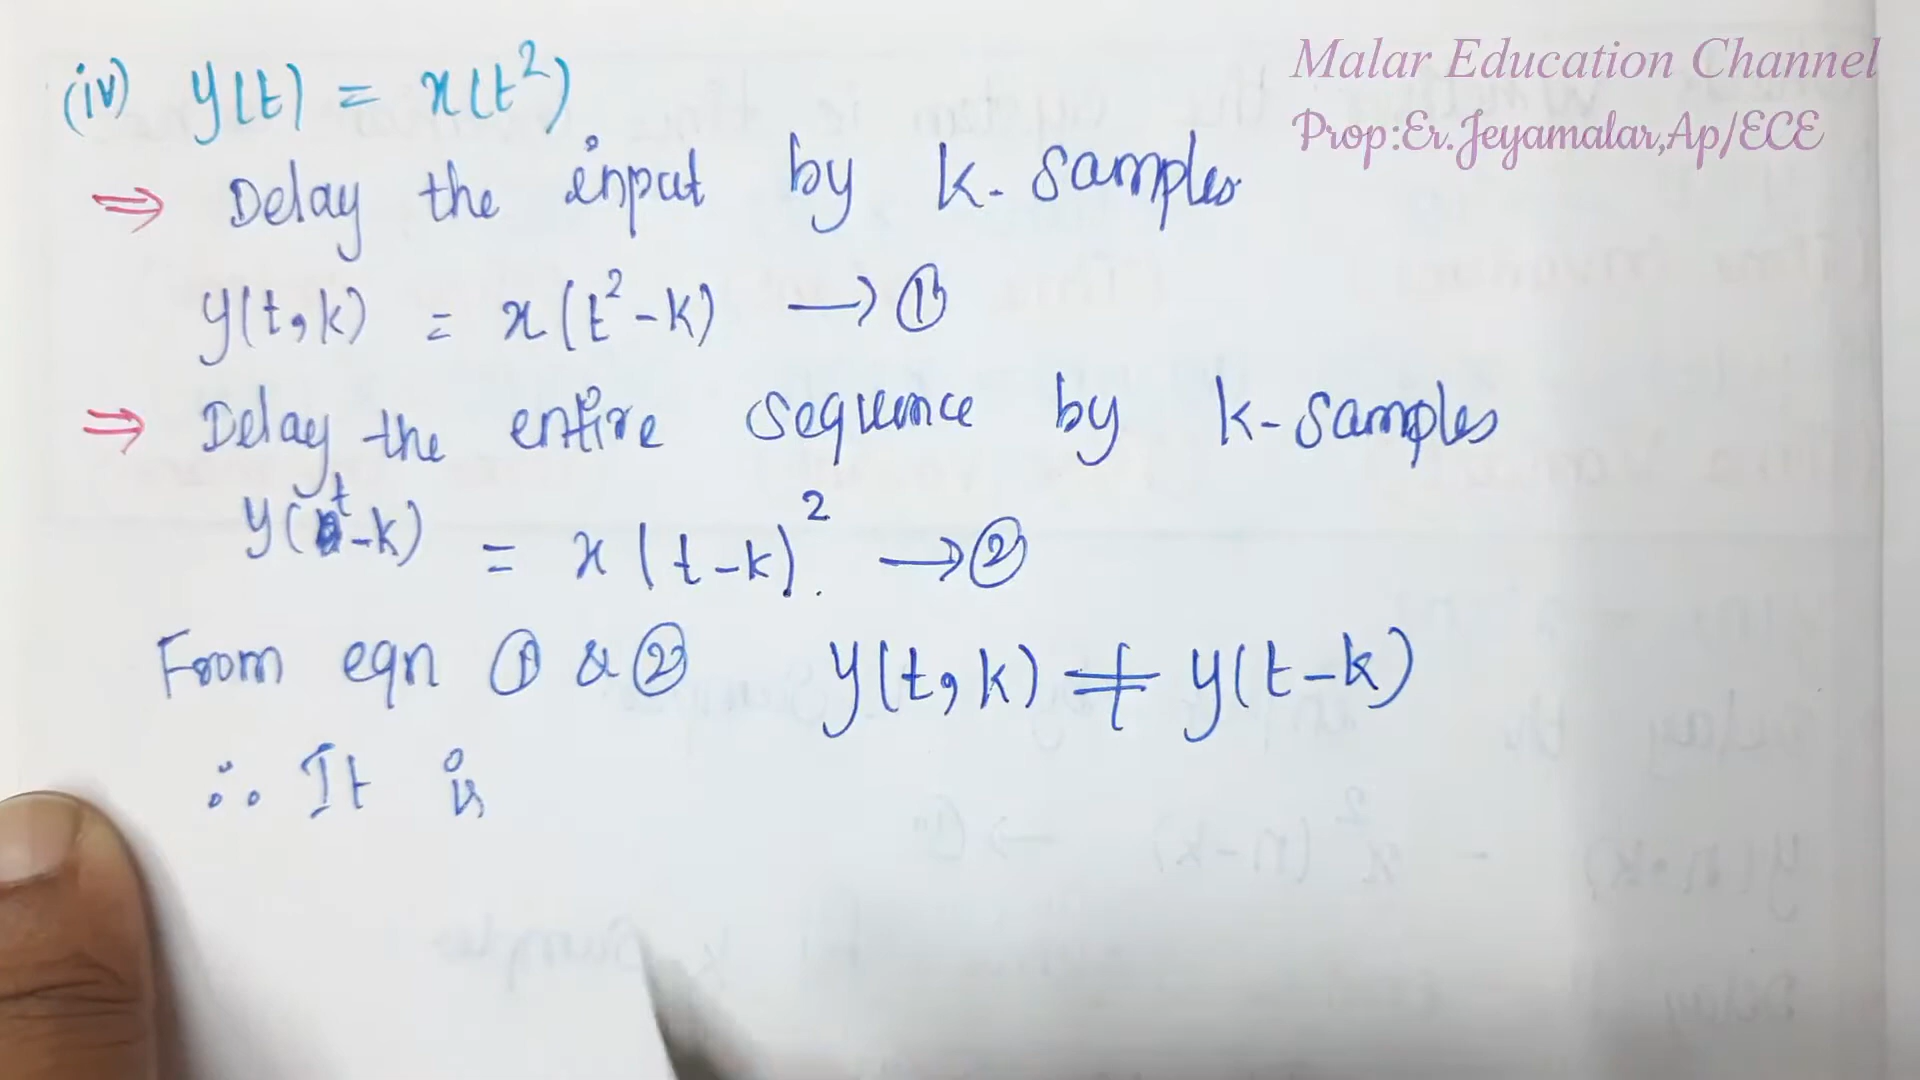 Malar Education Channel
Prop:Er.Jeyamalar,Ap/ECE
(iv) y(t) = x(t²)
⇒ Delay the input by k-samples
y(t,k) = x(t²-k) → ①
⇒ Delay the entire sequence by k-samples
y(t-k) = x(t-k)². → ②
From eqn ① & ② y(t,k) ≠ y(t-k)
∴ It is